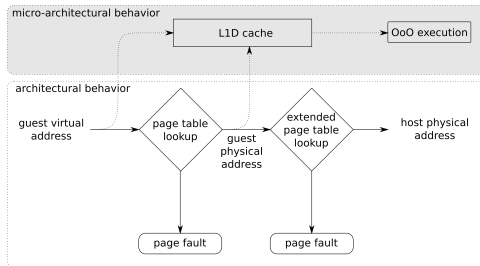 micro-architectural behavior
L1D cache
OoO execution
architectural behavior
guest virtual
address
page table
lookup
guest
physical
address
extended
page table
lookup
host physical
address
page fault
page fault